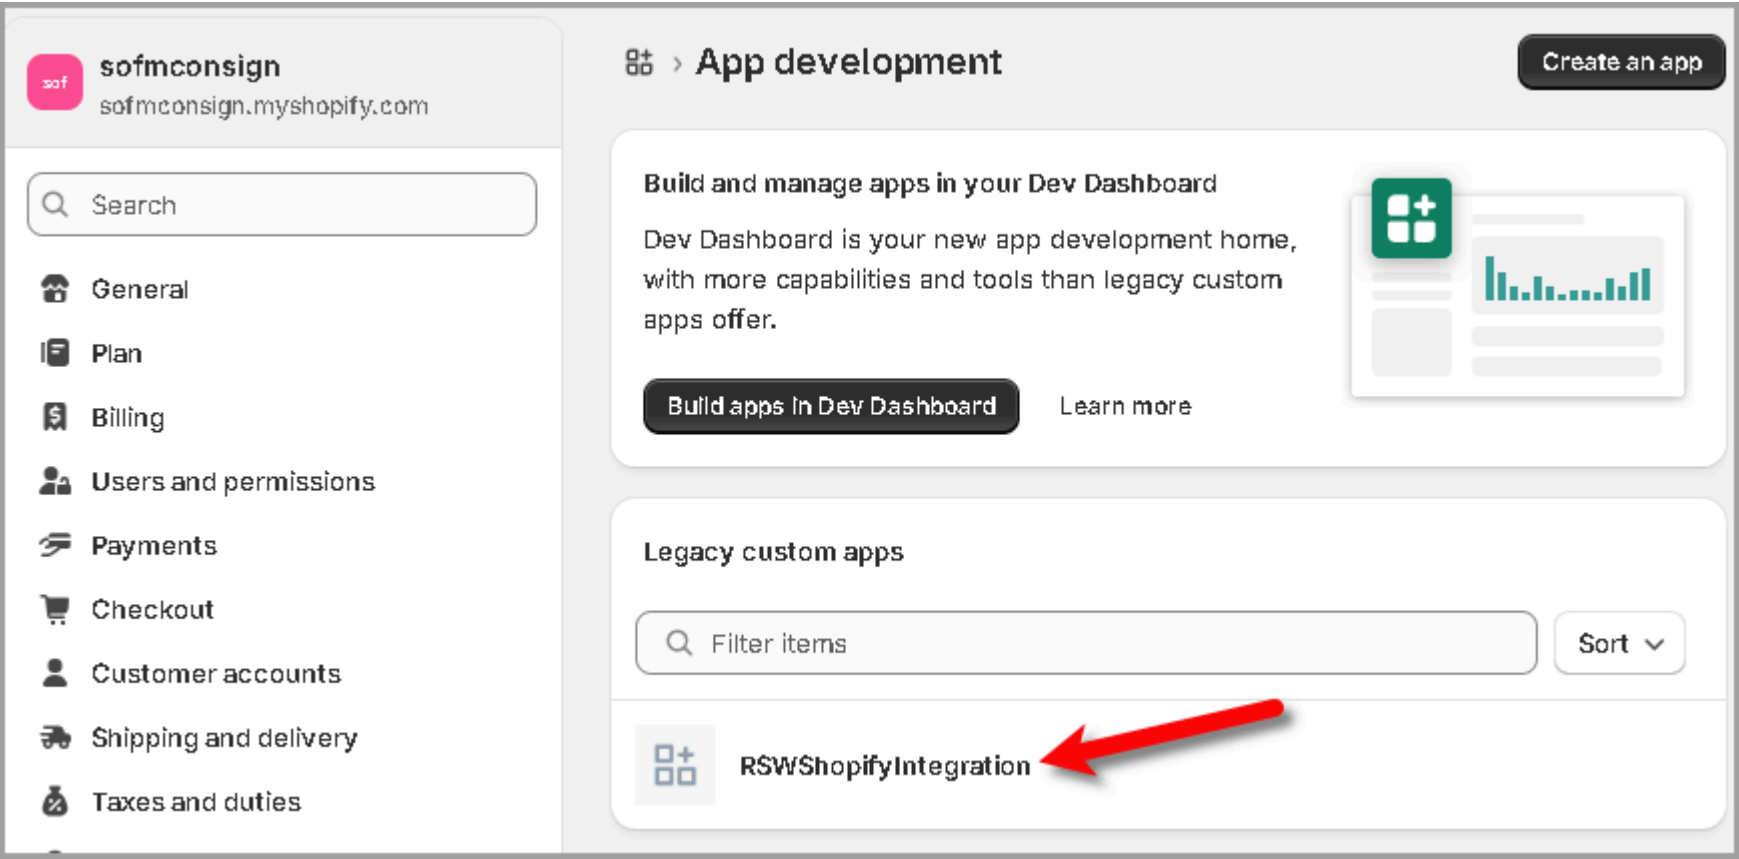 sof
sofmconsign
sofmconsign.myshopify.com
Search
General
Plan
Billing
Users and permissions
Payments
Checkout
Customer accounts
Shipping and delivery
Taxes and duties
App development
Create an app
Build and manage apps in your Dev Dashboard
Dev Dashboard is your new app development home,
with more capabilities and tools than legacy custom
apps offer.
Build apps in Dev Dashboard
Learn more
Legacy custom apps
Filter items
Sort
RSWShopifyIntegration